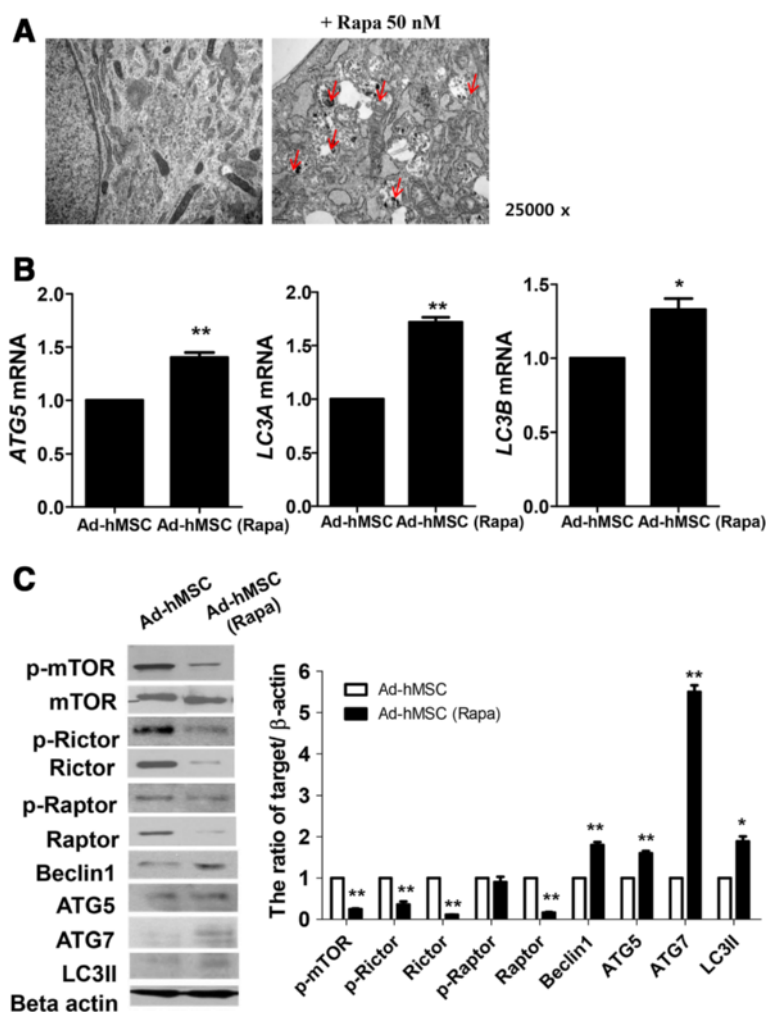 A
+ Rapa 50 nM
25000 x
B
ATG5 mRNA
2.0
1.5
1.0
0.5
0.0
Ad-hMSC Ad-hMSC (Rapa)
**
LC3A mRNA
2.0
1.5
1.0
0.5
0.0
Ad-hMSC Ad-hMSC (Rapa)
**
LC3B mRNA
1.5
1.0
0.5
0.0
Ad-hMSC Ad-hMSC (Rapa)
*
C
Ad-hMSC
Ad-hMSC
(Rapa)
p-mTOR
mTOR
p-Rictor
Rictor
p-Raptor
Raptor
Beclin1
ATG5
ATG7
LC3II
Beta actin
The ratio of target/ β-actin
6
5
4
3
2
1
0
Ad-hMSC
Ad-hMSC (Rapa)
**
**
**
**
**
**
**
*
p-mTOR
p-Rictor
Rictor
p-Raptor
Raptor
Beclin1
ATG5
ATG7
LC3II